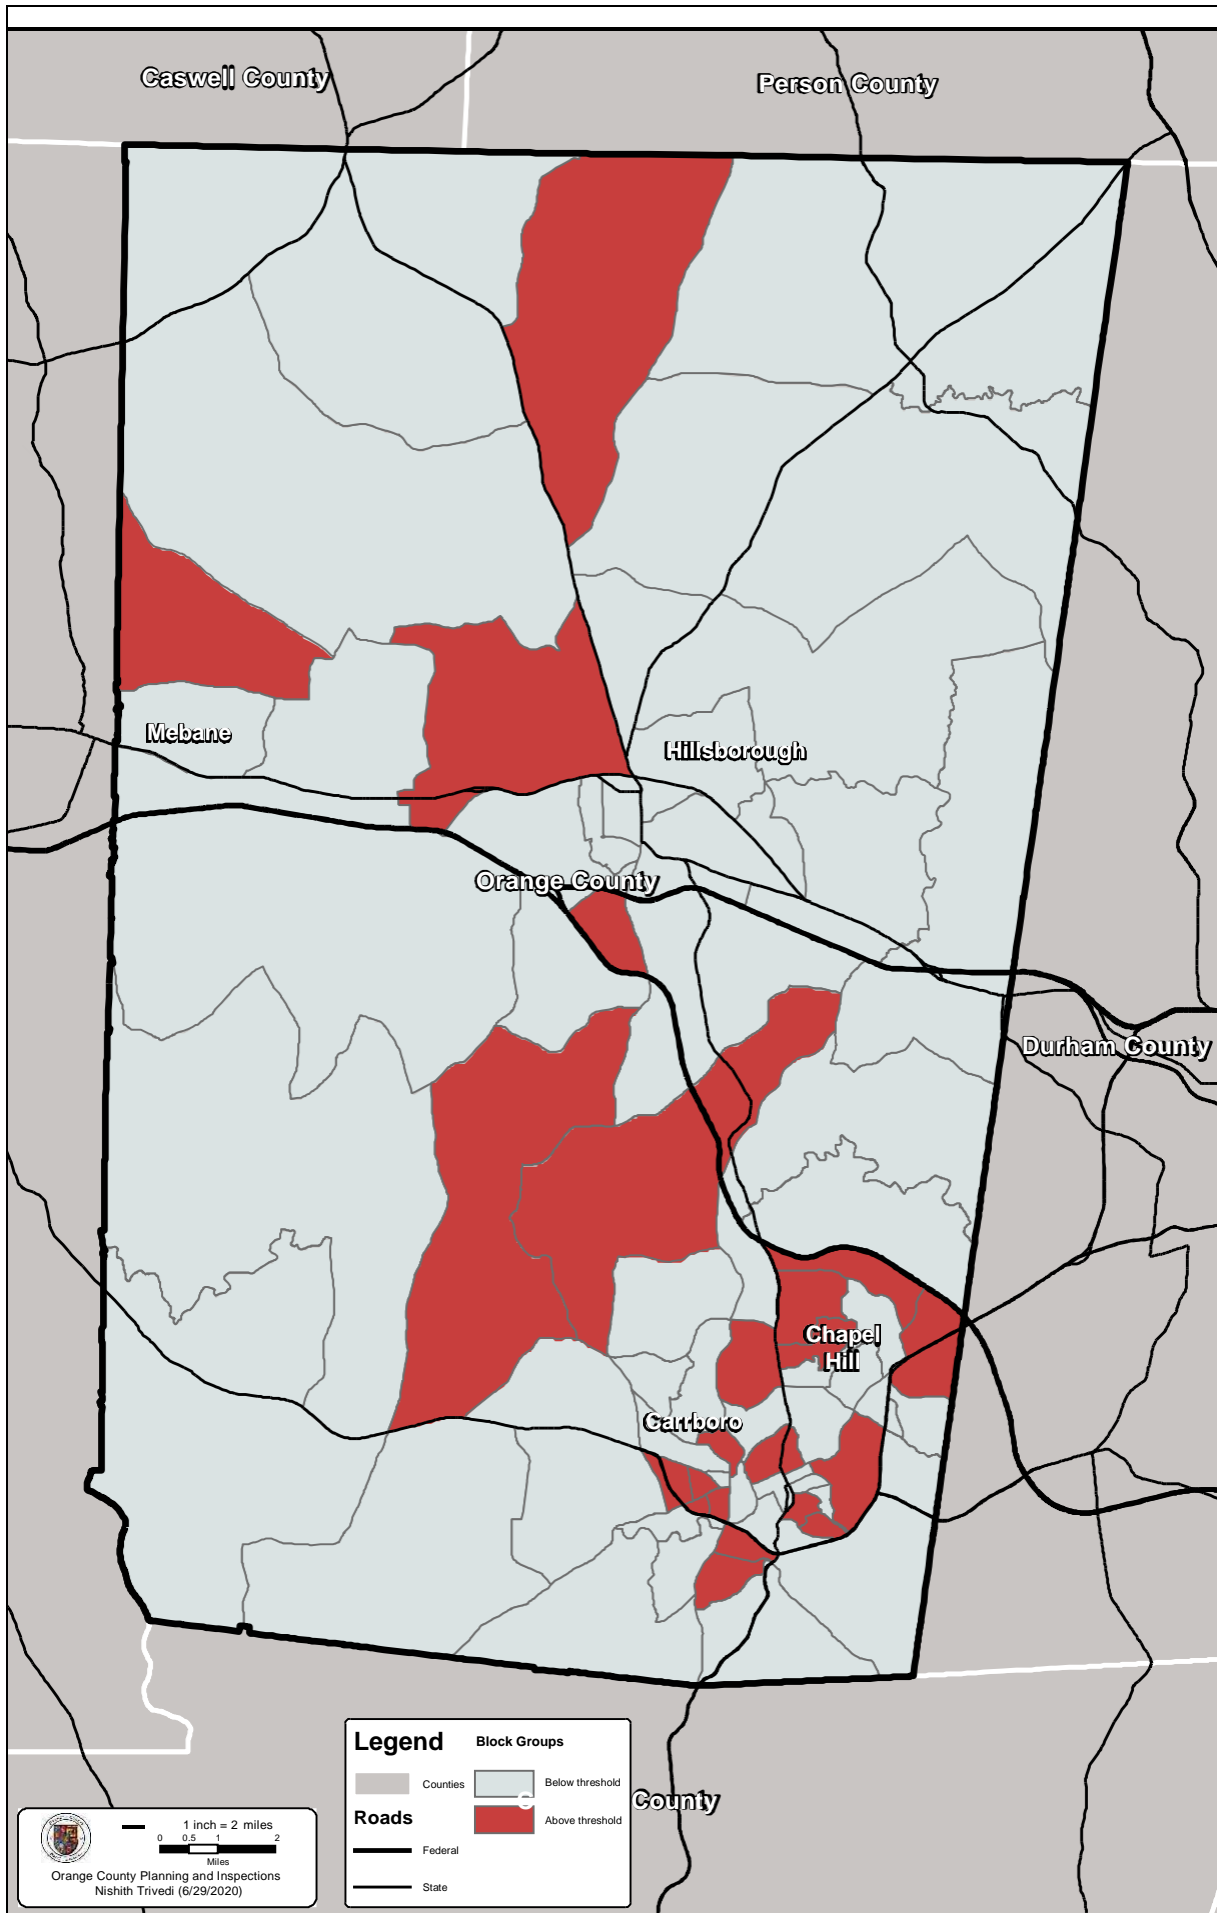 Caswell County
Person County
Mebane
Hillsborough
Orange County
Durham County
Chapel
Hill
Carrboro
Legend
Block Groups
Counties
Below threshold
C
County
Roads
Above threshold
Federal
State
1 inch = 2 miles
0 0.5 1 2
Miles
Orange County Planning and Inspections
Nishith Trivedi (6/29/2020)